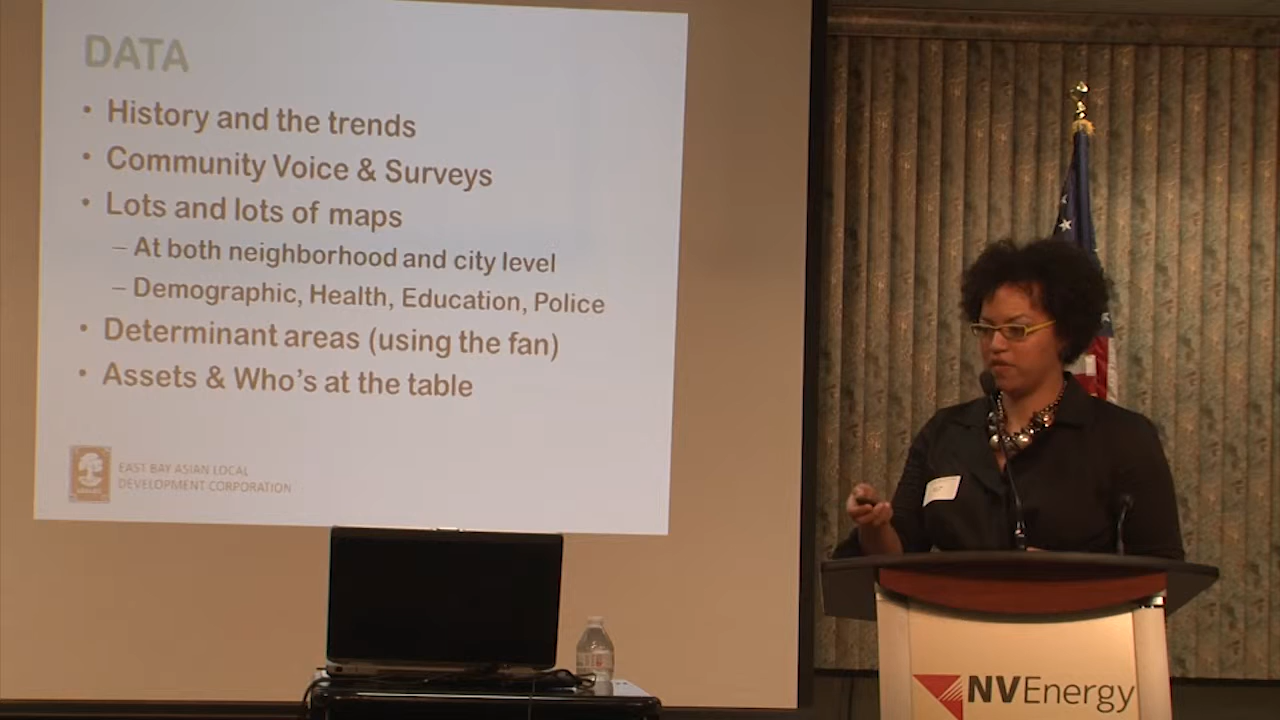 DATA
• History and the trends
• Community Voice & Surveys
• Lots and lots of maps
– At both neighborhood and city level
– Demographic, Health, Education, Police
• Determinant areas (using the fan)
• Assets & Who's at the table
EAST BAY ASIAN LOCAL
DEVELOPMENT CORPORATION
NVEnergy